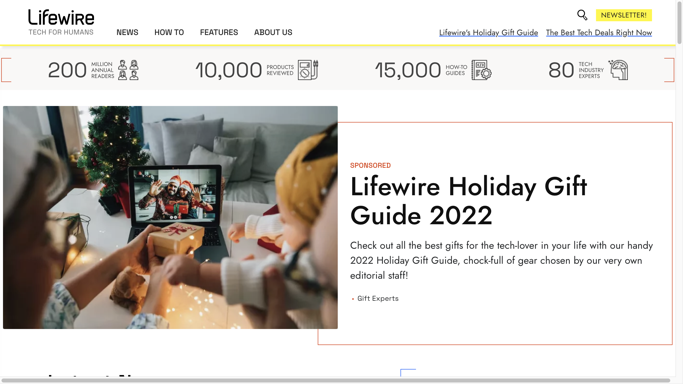 Lifewire
TECH FOR HUMANS
NEWS
HOW TO
FEATURES
ABOUT US
NEWSLETTER!
Lifewire's Holiday Gift Guide
The Best Tech Deals Right Now
200 MILLION ANNUAL READERS
10,000 PRODUCTS REVIEWED
15,000 HOW-TO GUIDES
80 TECH INDUSTRY EXPERTS
SPONSORED
Lifewire Holiday Gift
Guide 2022
Check out all the best gifts for the tech-lover in your life with our handy
2022 Holiday Gift Guide, chock-full of gear chosen by our very own
editorial staff!
• Gift Experts